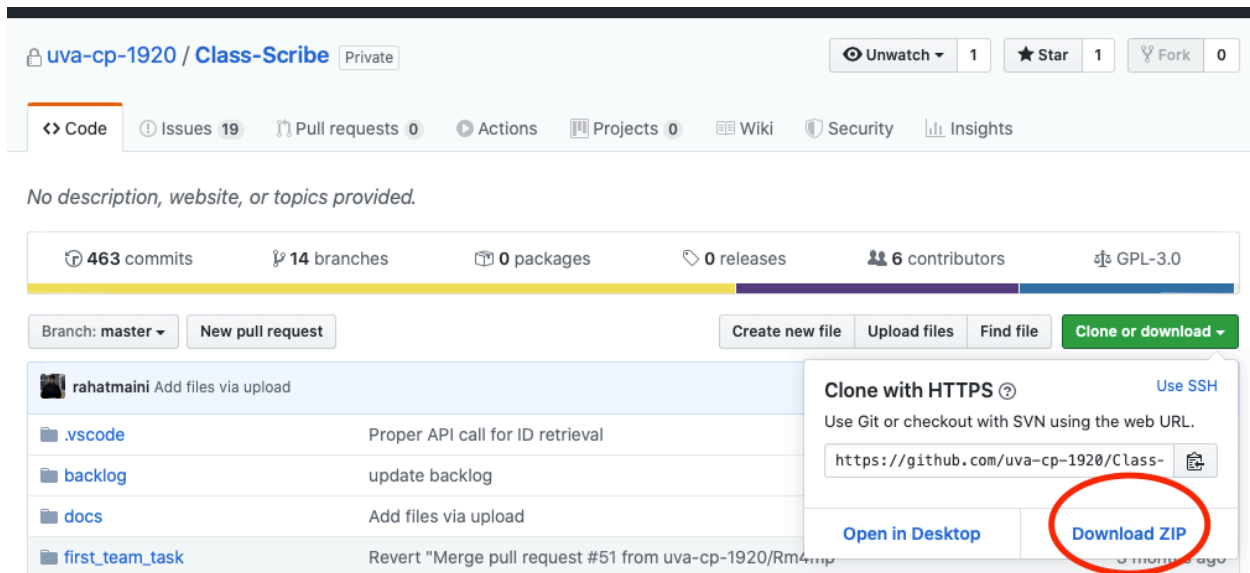 uva-cp-1920 / Class-Scribe Private Unwatch 1 Star 1 Fork 0
Code Issues 19 Pull requests 0 Actions Projects 0 Wiki Security Insights
No description, website, or topics provided.
463 commits 14 branches 0 packages 0 releases 6 contributors GPL-3.0
Branch: master New pull request Create new file Upload files Find file Clone or download
rahatmaini Add files via upload
Clone with HTTPS Use SSH
Use Git or checkout with SVN using the web URL.
.vscode Proper API call for ID retrieval
https://github.com/uva-cp-1920/Class-
backlog update backlog
docs Add files via upload
Open in Desktop Download ZIP
first_team_task Revert "Merge pull request #51 from uva-cp-1920/Rm4mp months ago